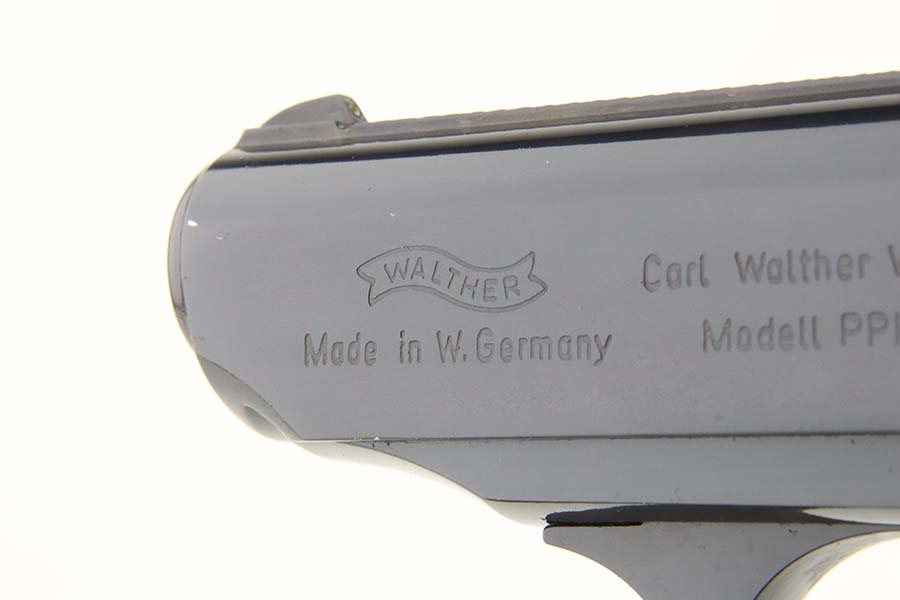 WALTHER
Made in W. Germany
Carl Walther
Modell